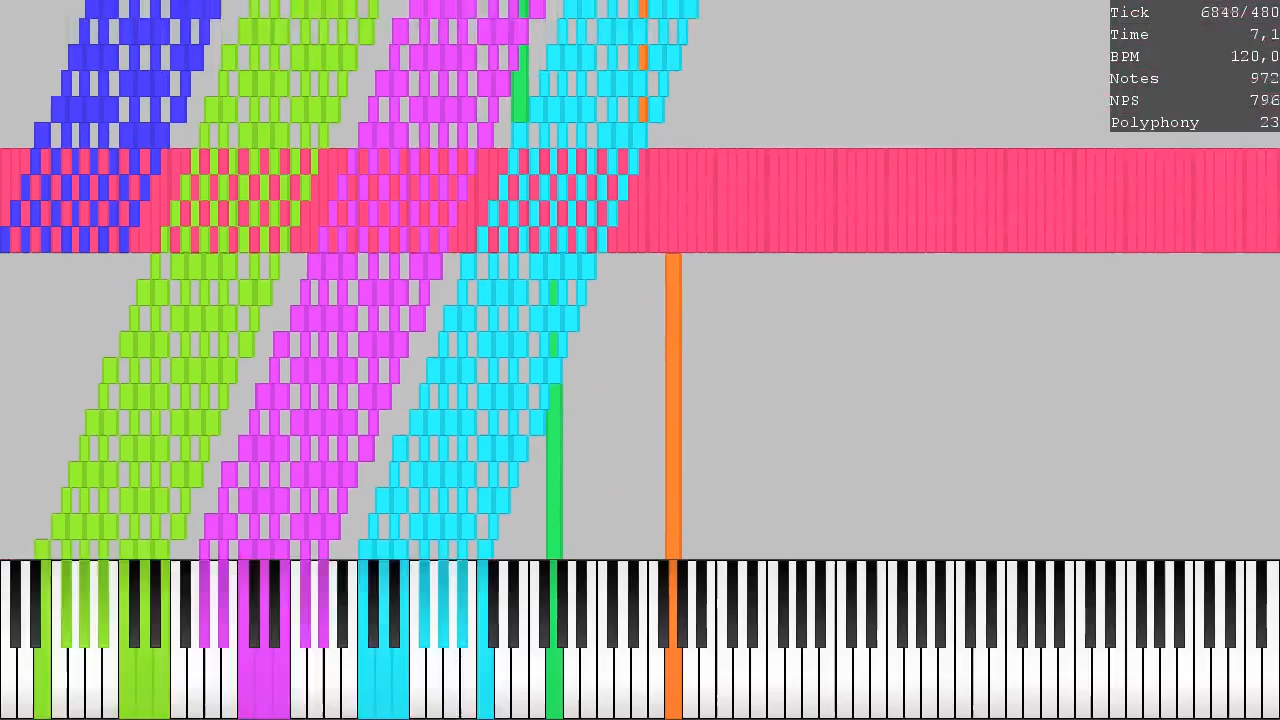 Tick 6848/480
Time 7,1
BPM 120,0
Notes 972
NPS 796
Polyphony 23